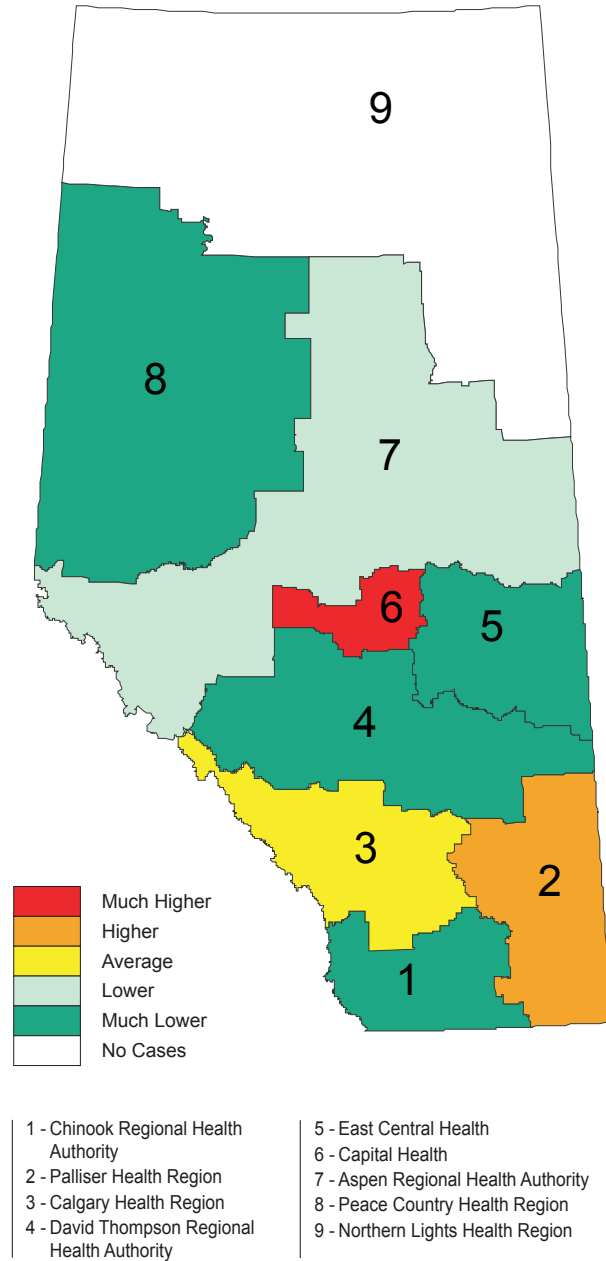 9
8
7
6
5
4
3
2
1
Much Higher
Higher
Average
Lower
Much Lower
No Cases
1 - Chinook Regional Health
Authority
2 - Palliser Health Region
3 - Calgary Health Region
4 - David Thompson Regional
Health Authority
5 - East Central Health
6 - Capital Health
7 - Aspen Regional Health Authority
8 - Peace Country Health Region
9 - Northern Lights Health Region